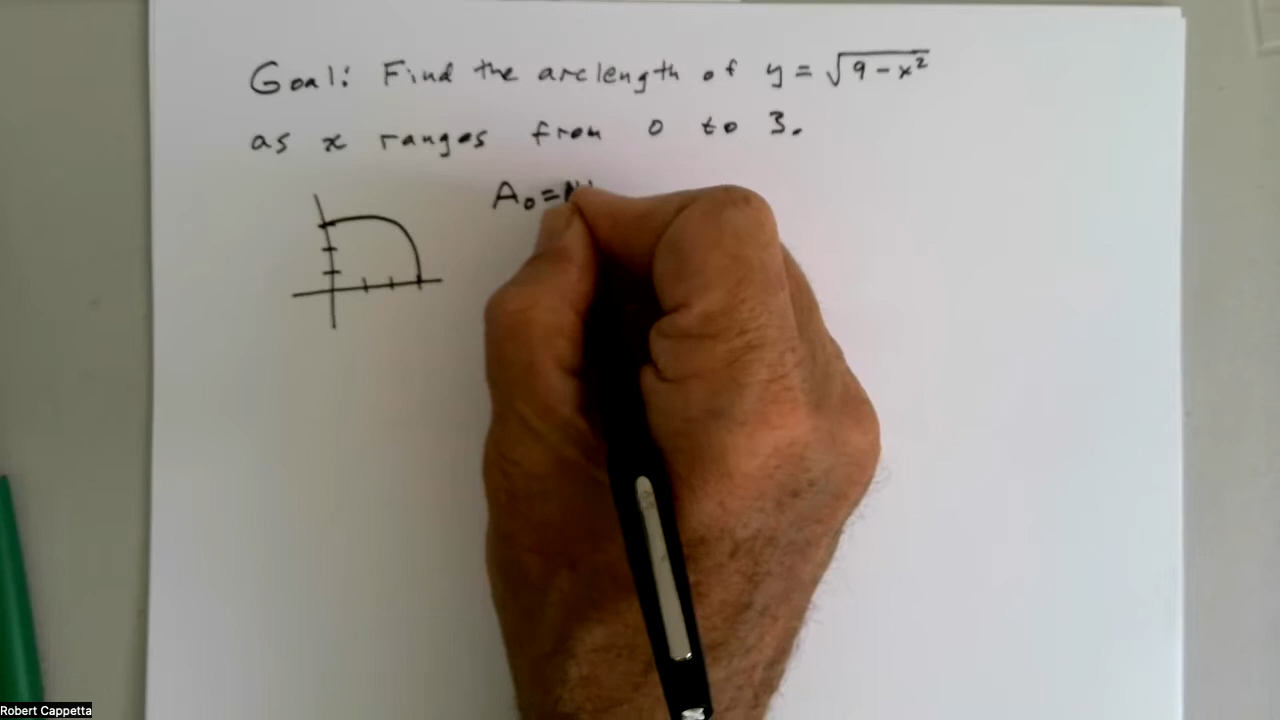 Goal: Find the arclength of y = √9-x²
as x ranges from 0 to 3.
A₀ =
Robert Cappetta